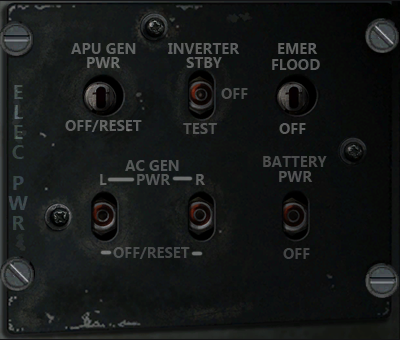 ELEC PWR
APU GEN
PWR
OFF/RESET
INVERTER
STBY
OFF
TEST
EMER
FLOOD
OFF
AC GEN
L PWR R
OFF/RESET
BATTERY
PWR
OFF